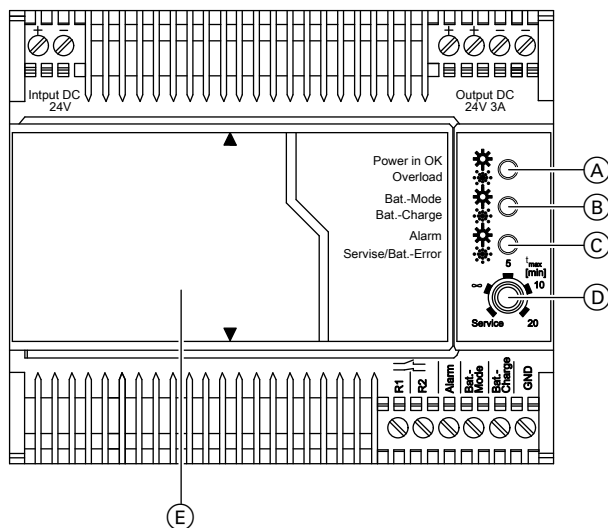 + −
+ + − −
Intput DC
24V
Output DC
24V 3A
Power in OK
Overload
Bat.-Mode
Bat.-Charge
Alarm
Servise/Bat.-Error
A
B
C
5
tmax
[min]
∞
10
D
Service
20
R1
R2
Alarm
Bat.-
Mode
Bat.-
Charge
GND
E